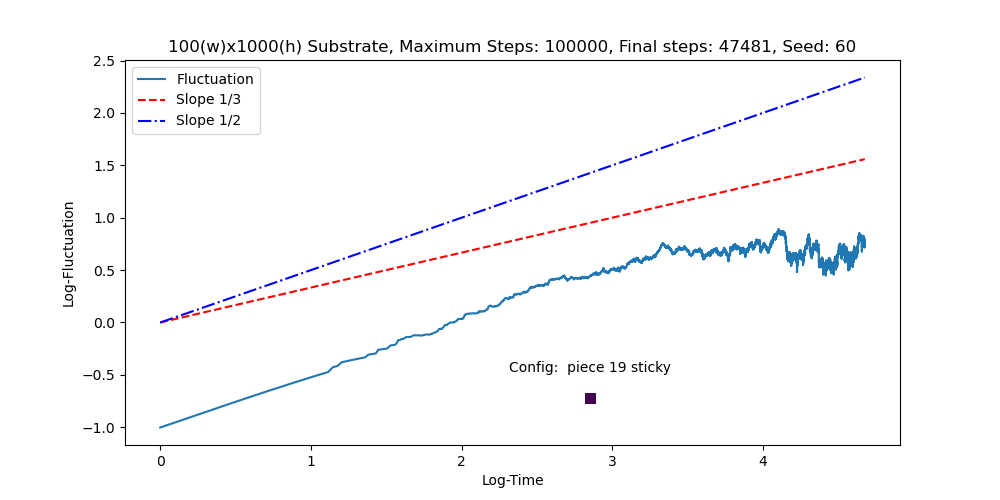 100(w)x1000(h) Substrate, Maximum Steps: 100000, Final steps: 47481, Seed: 60
Fluctuation
Slope 1/3
Slope 1/2
2.5
2.0
1.5
1.0
0.5
0.0
−0.5
−1.0
Log-Fluctuation
Config:  piece 19 sticky
0 1 2 3 4
Log-Time